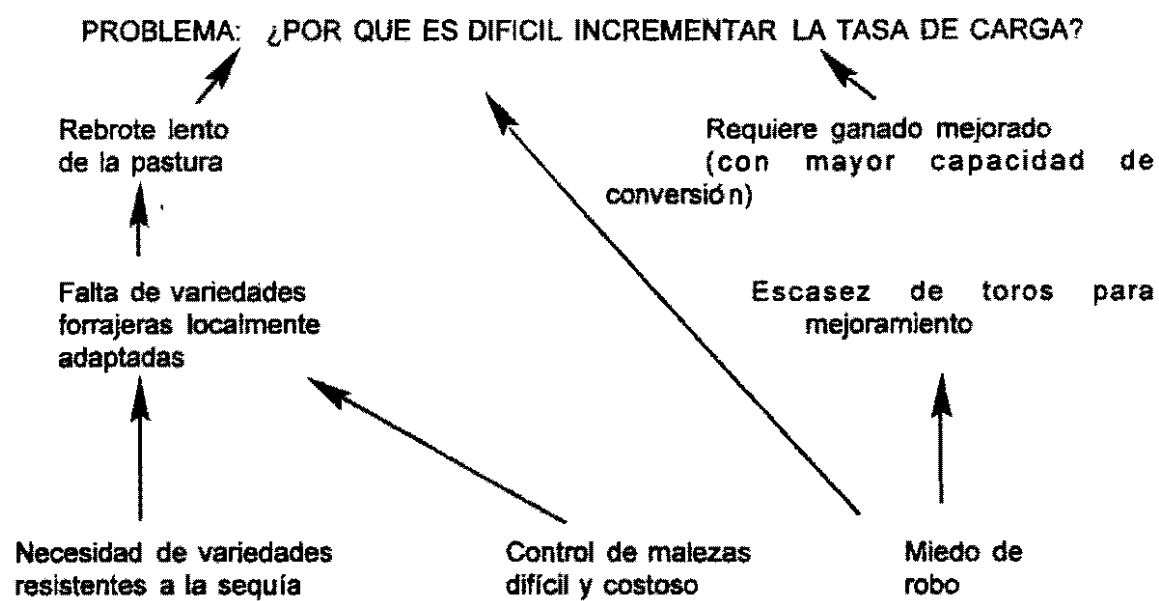 PROBLEMA: ¿POR QUE ES DIFICIL INCREMENTAR LA TASA DE CARGA?
Rebrote lento
de la pastura
Requiere ganado mejorado
(con mayor capacidad de
conversión)
Falta de variedades
forrajeras localmente
adaptadas
Escasez de toros para
mejoramiento
Necesidad de variedades
resistentes a la sequía
Control de malezas
difícil y costoso
Miedo de
robo